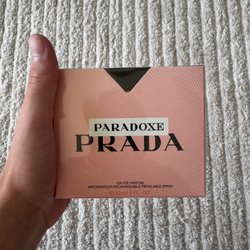 PARADOXE
PRADA
EAU DE PARFUM
VAPORISATEUR RECHARGEABLE/REFILLABLE SPRAY